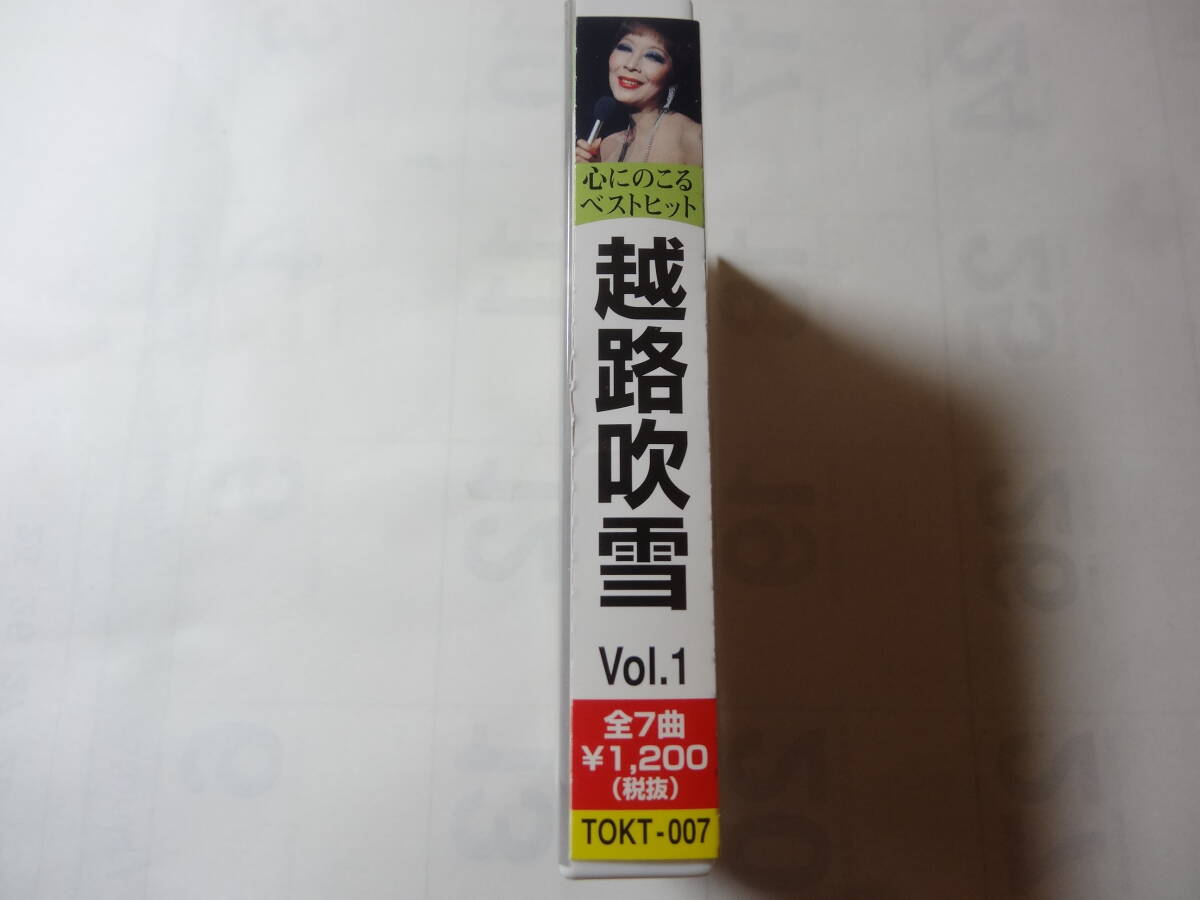 心にのこる
ベストヒット
越路吹雪
Vol.1
全7曲
¥1,200
(税抜)
TOKT-007